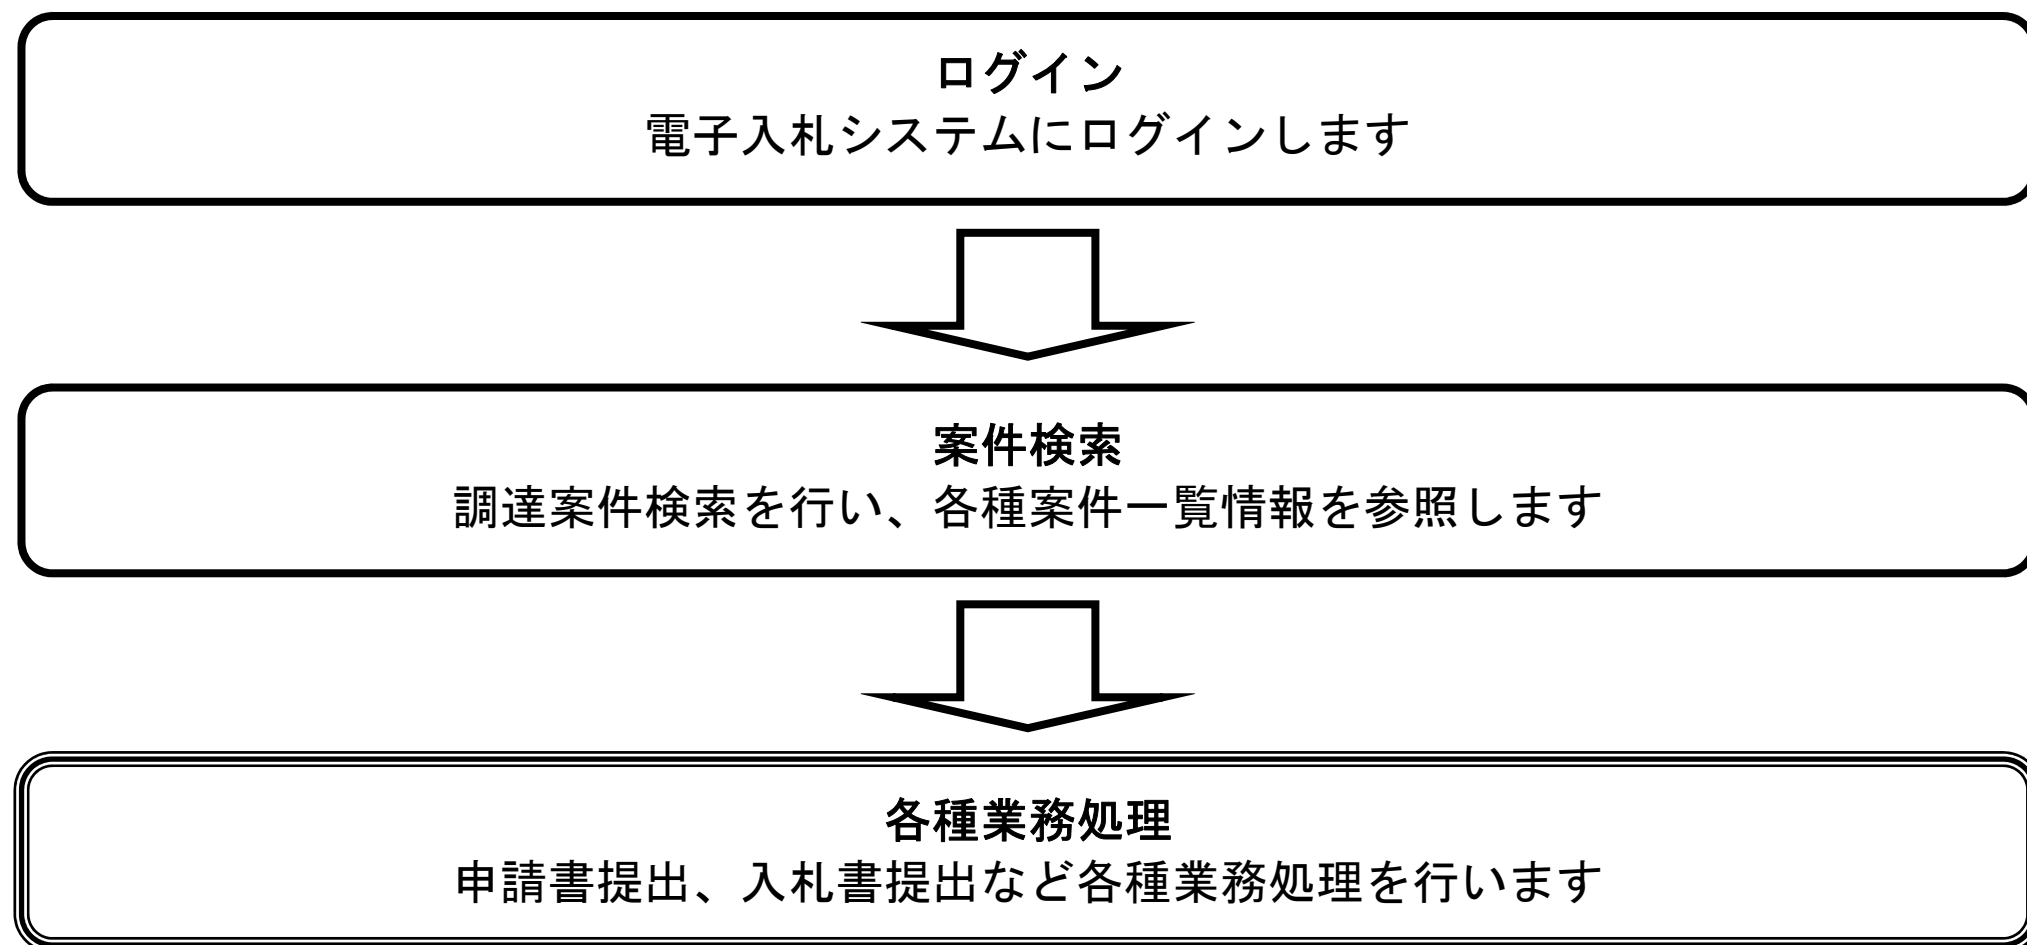 ログイン
電子入札システムにログインします
案件検索
調達案件検索を行い、各種案件一覧情報を参照します
各種業務処理
申請書提出、入札書提出など各種業務処理を行います